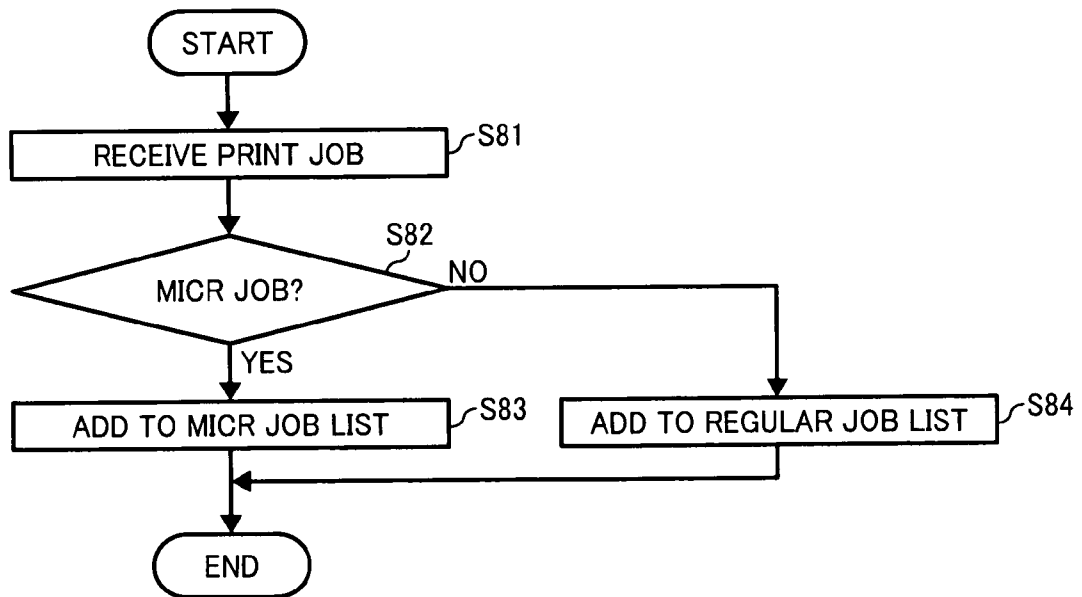 START
RECEIVE PRINT JOB
S81
S82
MICR JOB?
NO
YES
ADD TO MICR JOB LIST
S83
ADD TO REGULAR JOB LIST
S84
END